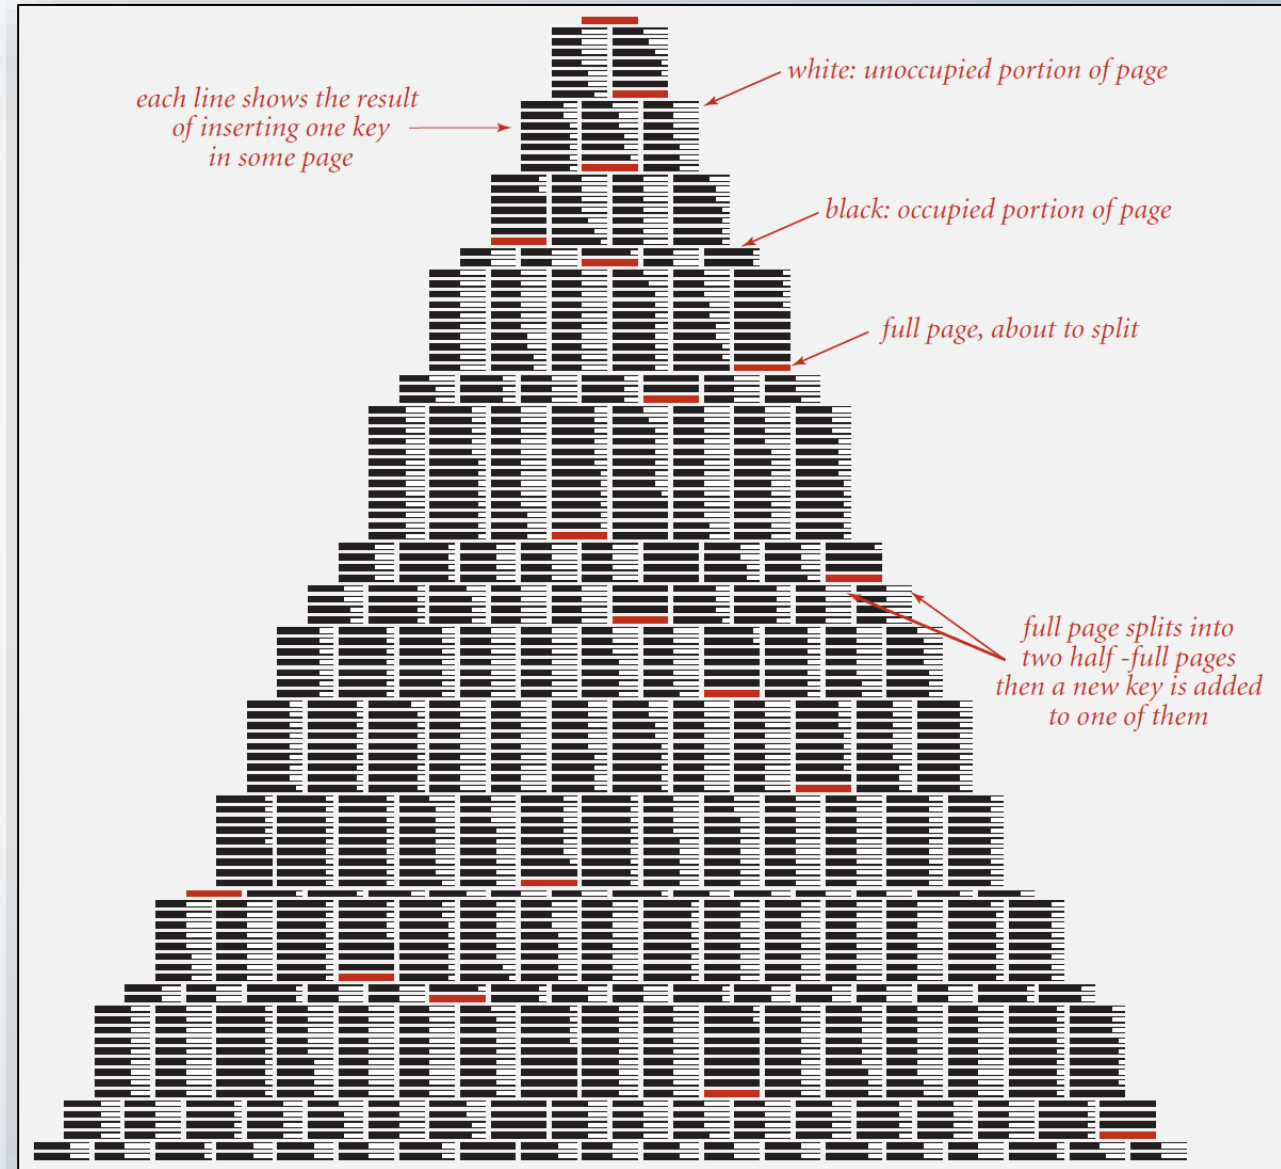 each line shows the result
of inserting one key
in some page
white: unoccupied portion of page
black: occupied portion of page
full page, about to split
full page splits into
two half -full pages
then a new key is added
to one of them